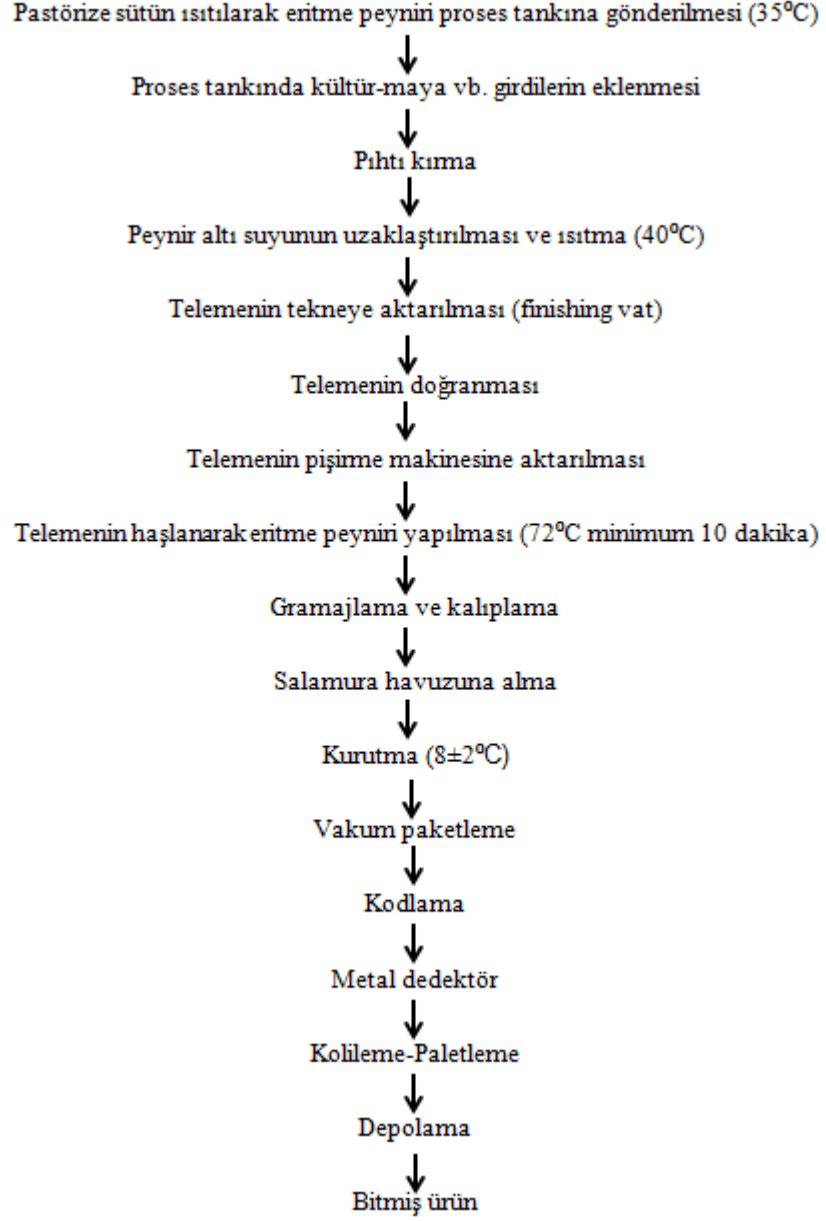 Pastörize sütün ısıtılarak eritme peyniri proses tankına gönderilmesi (35⁰C)
Proses tankında kültür-maya vb. girdilerin eklenmesi
Pıhtı kırma
Peynir altı suyunun uzaklaştırılması ve ısıtma (40⁰C)
Telemenin tekneye aktarılması (finishing vat)
Telemenin doğranması
Telemenin pişirme makinesine aktarılması
Telemenin haşlanarak eritme peyniri yapılması (72⁰C minimum 10 dakika)
Gramajlama ve kalıplama
Salamura havuzuna alma
Kurutma (8±2⁰C)
Vakum paketleme
Kodlama
Metal dedektör
Kolileme-Paletleme
Depolama
Bitmiş ürün